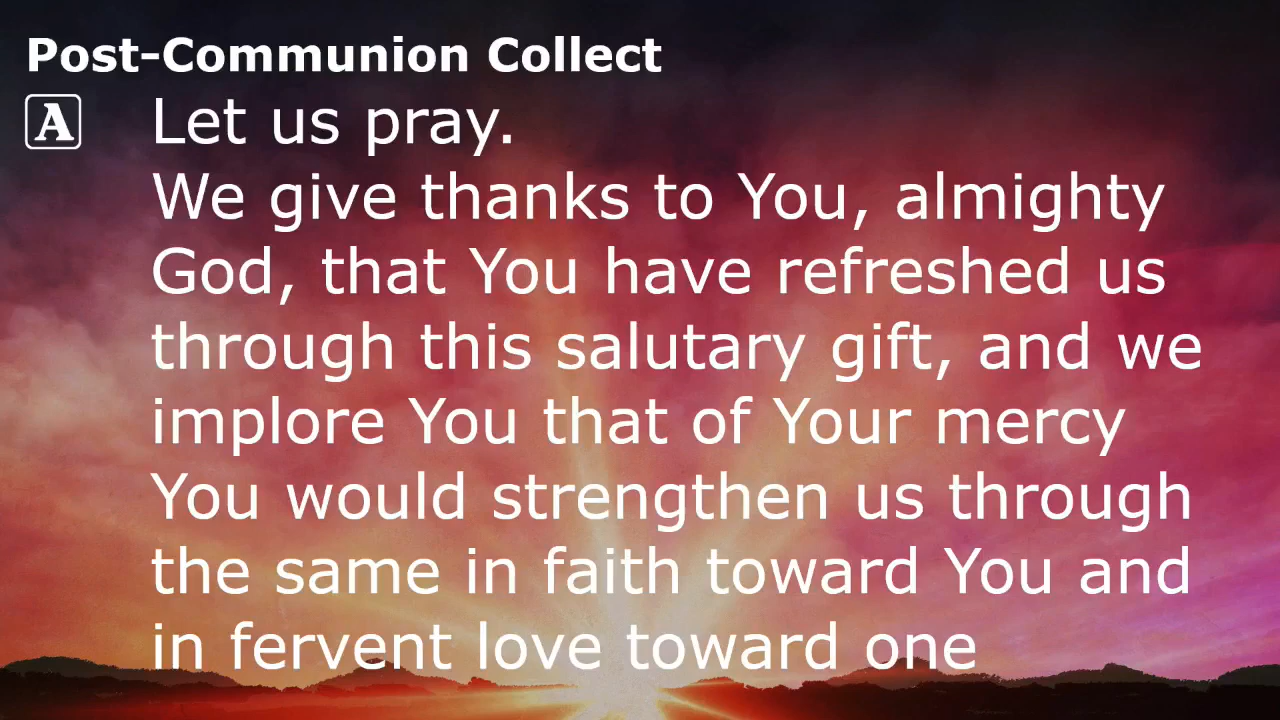 Post-Communion Collect
A Let us pray.
We give thanks to You, almighty
God, that You have refreshed us
through this salutary gift, and we
implore You that of Your mercy
You would strengthen us through
the same in faith toward You and
in fervent love toward one